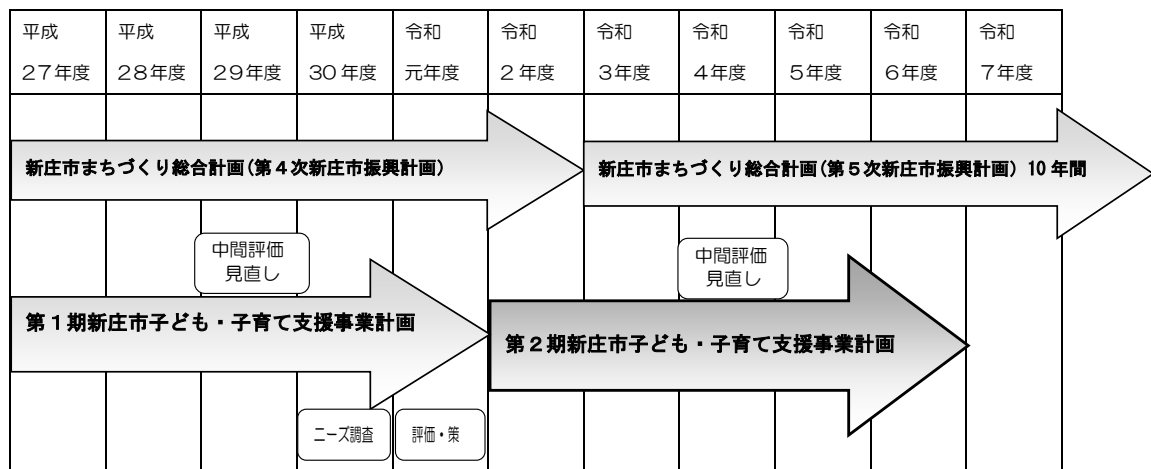 平成
27年度
平成
28年度
平成
29年度
平成
30年度
令和
元年度
令和
2年度
令和
3年度
令和
4年度
令和
5年度
令和
6年度
令和
7年度
新庄市まちづくり総合計画(第4次新庄市振興計画)
新庄市まちづくり総合計画(第5次新庄市振興計画) 10年間
中間評価
見直し
中間評価
見直し
第1期新庄市子ども・子育て支援事業計画
第2期新庄市子ども・子育て支援事業計画
ニーズ調査
評価・策